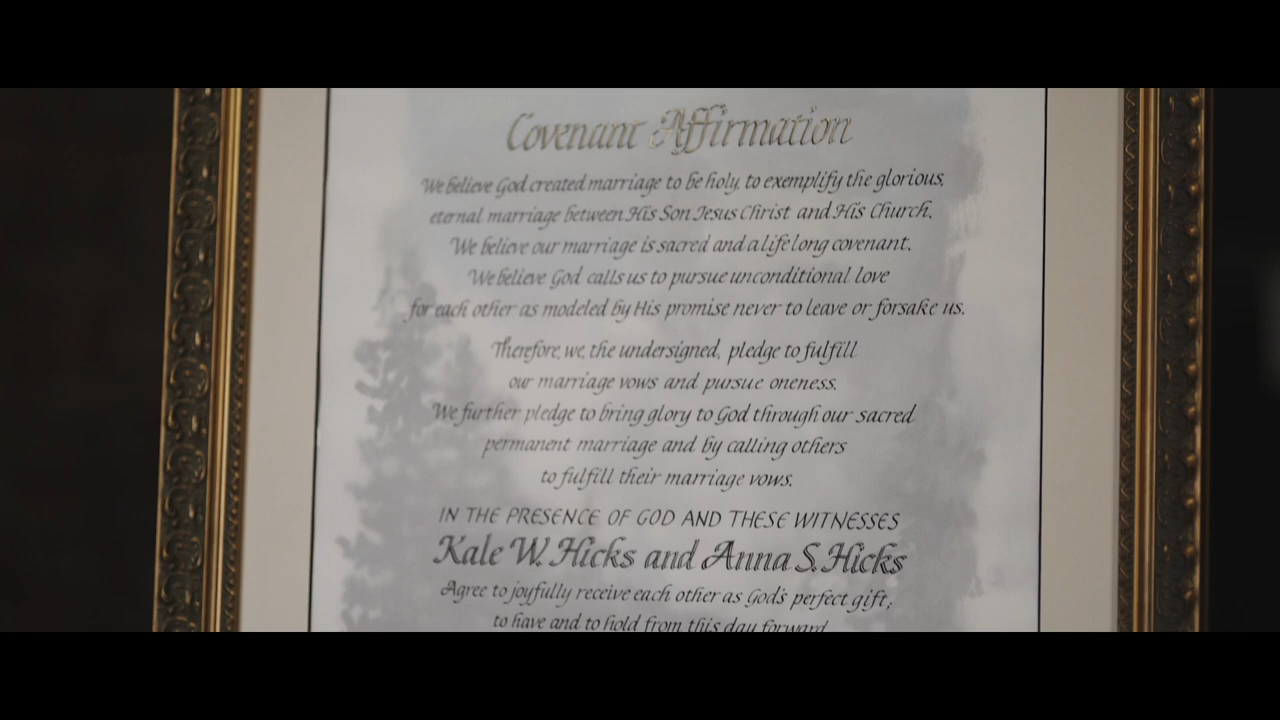 Covenant Affirmation
We believe God created marriage to be holy, to exemplify the glorious,
eternal marriage between His Son Jesus Christ and His Church.
We believe our marriage is sacred and a lifelong covenant.
We believe God calls us to pursue unconditional love
for each other as modeled by His promise never to leave or forsake us.
Therefore, we, the undersigned, pledge to fulfill
our marriage vows and pursue oneness.
We further pledge to bring glory to God through our sacred
permanent marriage and by calling others
to fulfill their marriage vows.
IN THE PRESENCE OF GOD AND THESE WITNESSES
Kale W. Hicks and Anna S. Hicks
Agree to joyfully receive each other as God's perfect gift;
to have and to hold from this day forward